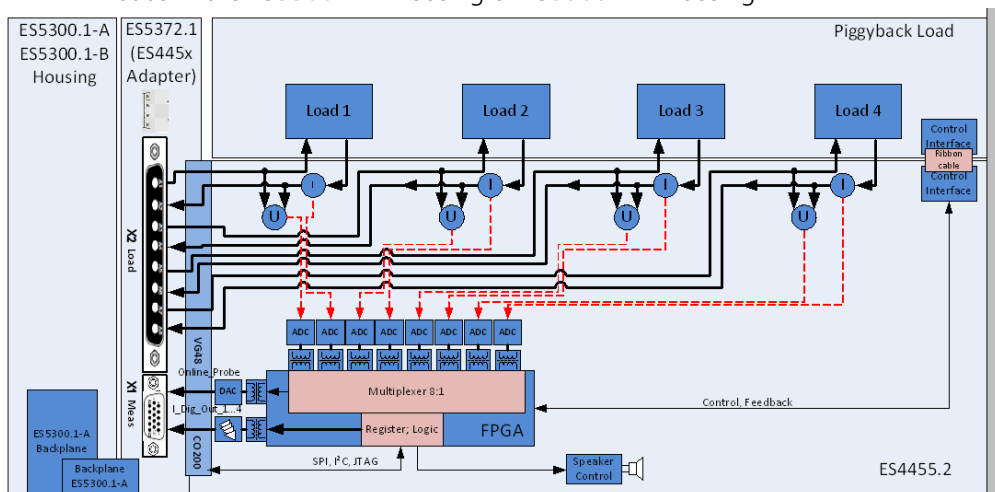 ES5300.1-A
ES5300.1-B
Housing
ES5372.1
(ES445x
Adapter)
Piggyback Load
Load 1
Load 2
Load 3
Load 4
Control
Interface
Ribbon
cable
Control
Interface
I
I
I
I
U
U
U
U
X2 Load
VG48
ADC
ADC
ADC
ADC
ADC
ADC
ADC
ADC
Online_Probe
DAC
Multiplexer 8:1
X1 Meas
I_Dig_Out_1...4
Register; Logic
FPGA
Control, Feedback
CO200
SPI, I²C, JTAG
Speaker
Control
ES4455.2
ES5300.1-A
Backplane
Backplane
ES5300.1-A